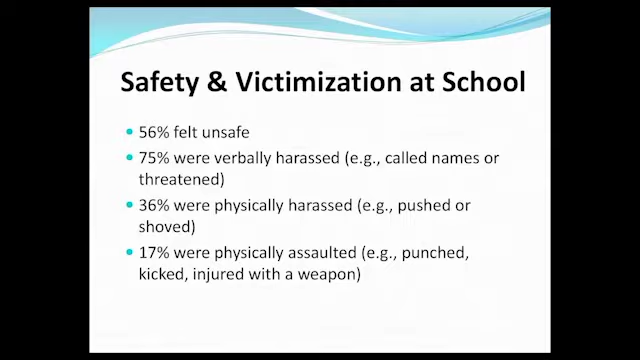 Safety & Victimization at School
• 56% felt unsafe
• 75% were verbally harassed (e.g., called names or
threatened)
• 36% were physically harassed (e.g., pushed or
shoved)
• 17% were physically assaulted (e.g., punched,
kicked, injured with a weapon)